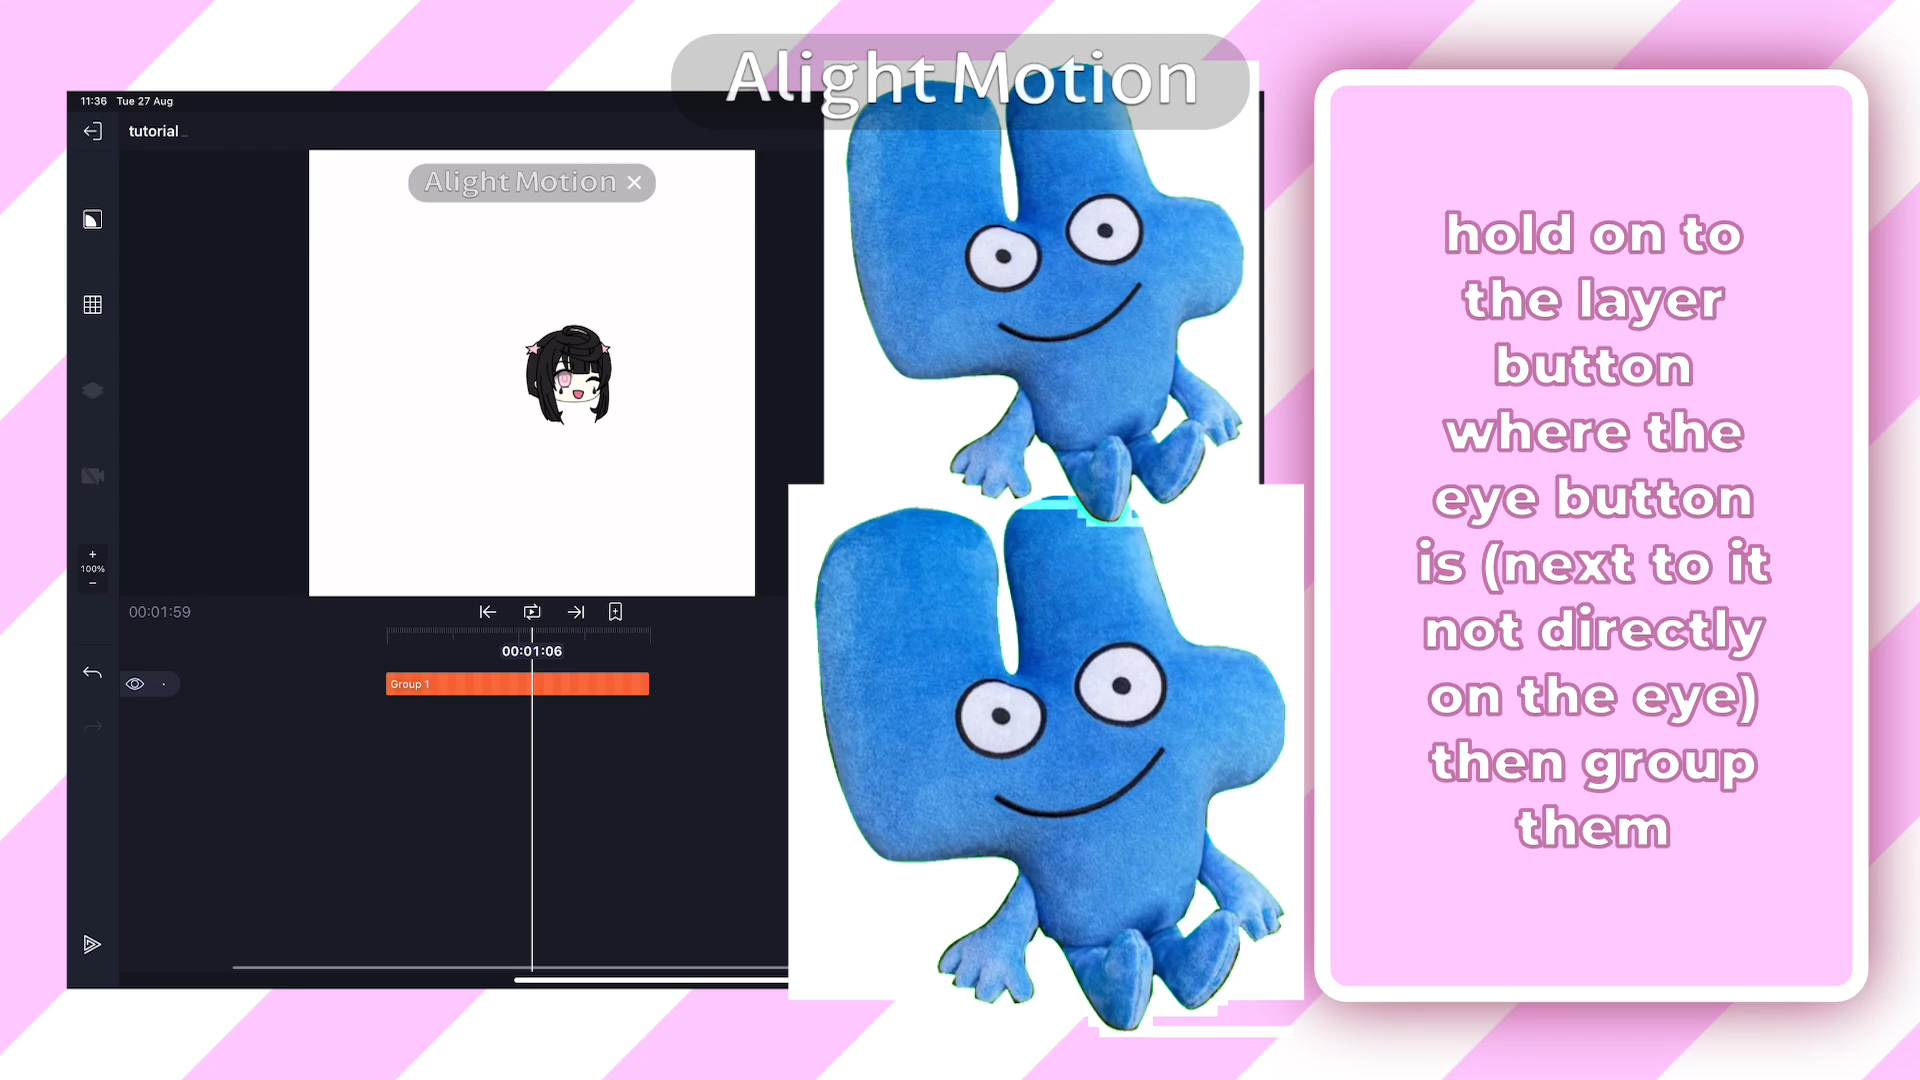 Alight Motion
11:36 Tue 27 Aug
tutorial
Alight Motion ×
+
100%
−
00:01:59
00:01:06
Group 1
hold on to
the layer
button
where the
eye button
is (next to it
not directly
on the eye)
then group
them